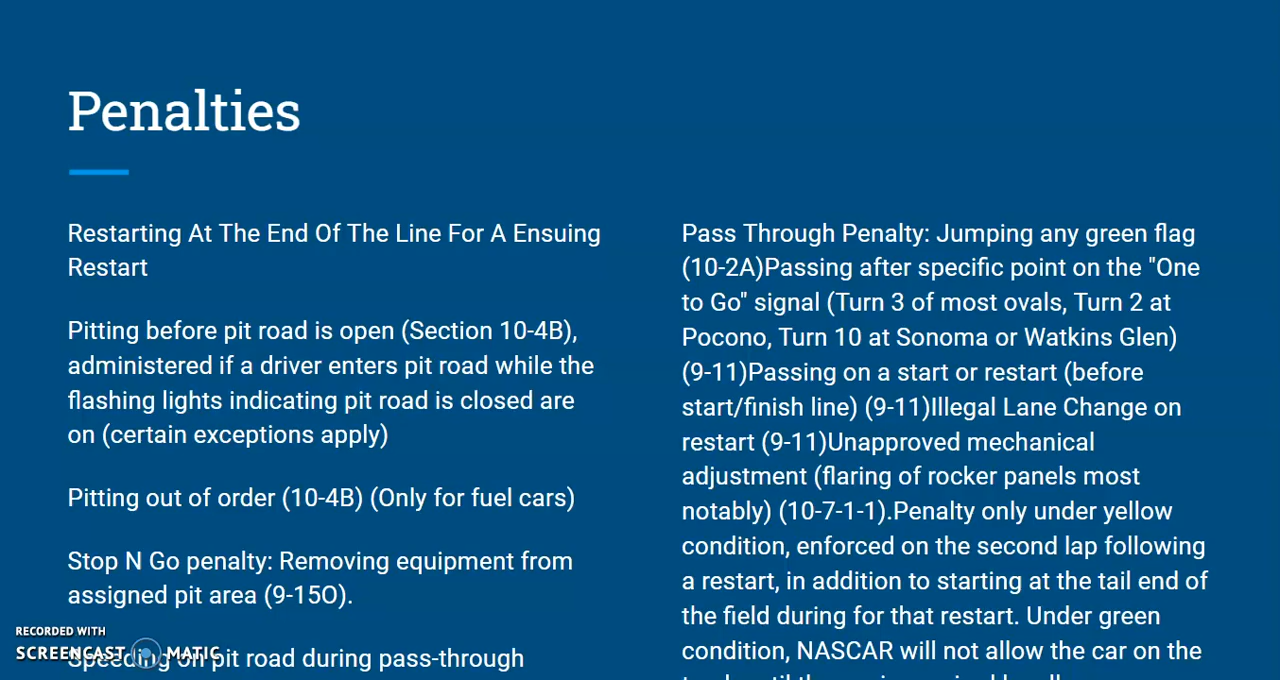 Penalties
Restarting At The End Of The Line For A Ensuing
Restart
Pitting before pit road is open (Section 10-4B),
administered if a driver enters pit road while the
flashing lights indicating pit road is closed are
on (certain exceptions apply)
Pitting out of order (10-4B) (Only for fuel cars)
Stop N Go penalty: Removing equipment from
assigned pit area (9-15O).
Speeding on pit road during pass-through
Pass Through Penalty: Jumping any green flag
(10-2A)Passing after specific point on the "One
to Go" signal (Turn 3 of most ovals, Turn 2 at
Pocono, Turn 10 at Sonoma or Watkins Glen)
(9-11)Passing on a start or restart (before
start/finish line) (9-11)Illegal Lane Change on
restart (9-11)Unapproved mechanical
adjustment (flaring of rocker panels most
notably) (10-7-1-1).Penalty only under yellow
condition, enforced on the second lap following
a restart, in addition to starting at the tail end of
the field during for that restart. Under green
condition, NASCAR will not allow the car on the
RECORDED WITH
SCREENCAST MATIC